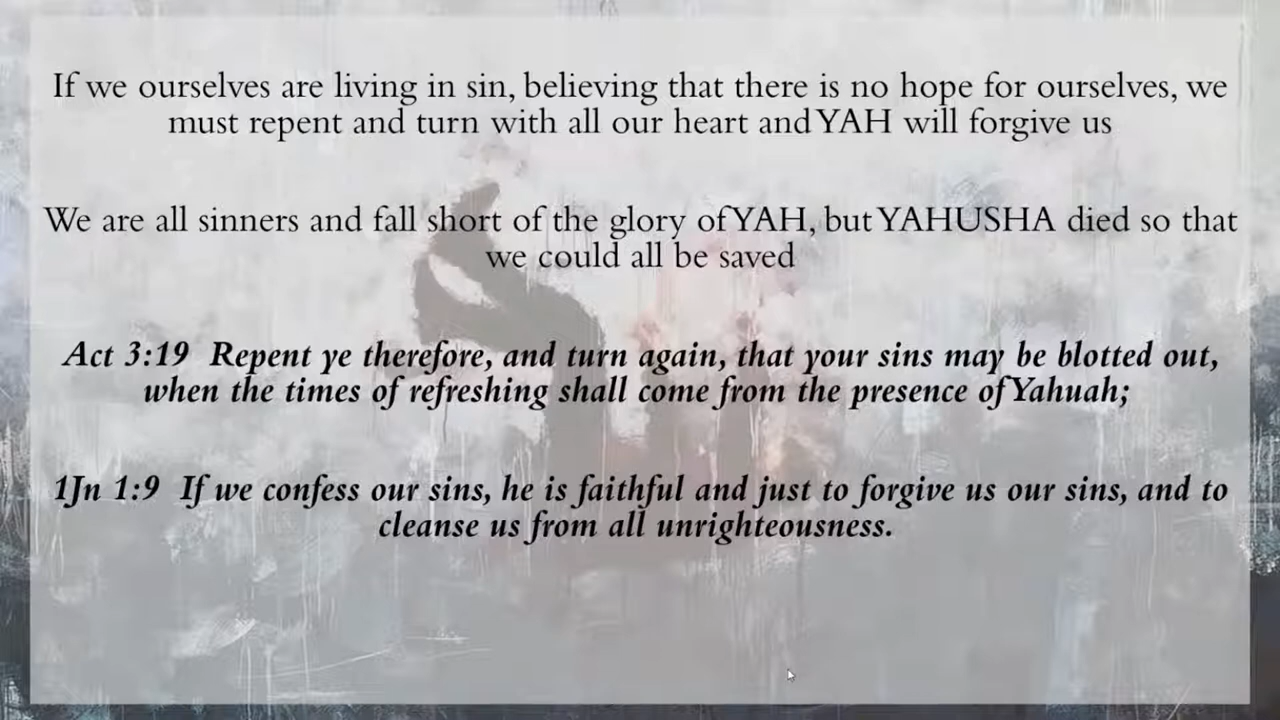 If we ourselves are living in sin, believing that there is no hope for ourselves, we
must repent and turn with all our heart and YAH will forgive us
We are all sinners and fall short of the glory of YAH, but YAHUSHA died so that
we could all be saved
Act 3:19 Repent ye therefore, and turn again, that your sins may be blotted out,
when the times of refreshing shall come from the presence of Yahuah;
1Jn 1:9 If we confess our sins, he is faithful and just to forgive us our sins, and to
cleanse us from all unrighteousness.